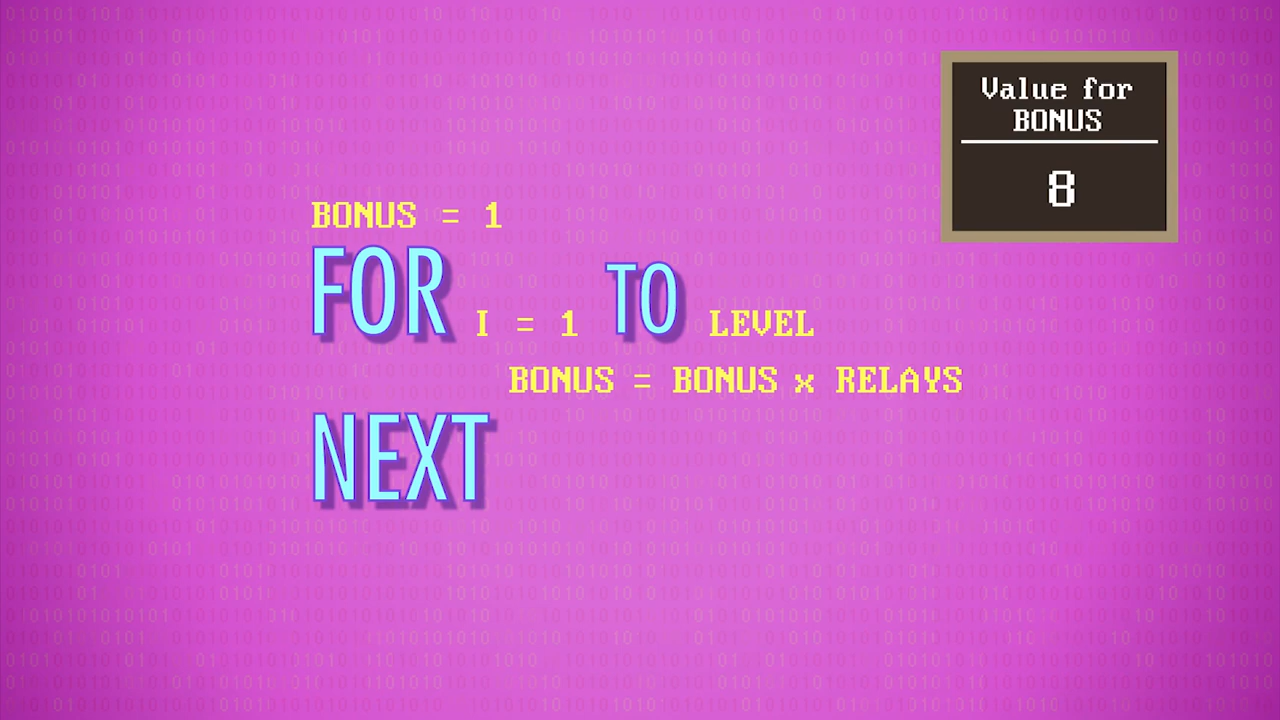 Value for
BONUS
8
BONUS = 1
FOR I = 1 TO LEVEL
BONUS = BONUS x RELAYS
NEXT